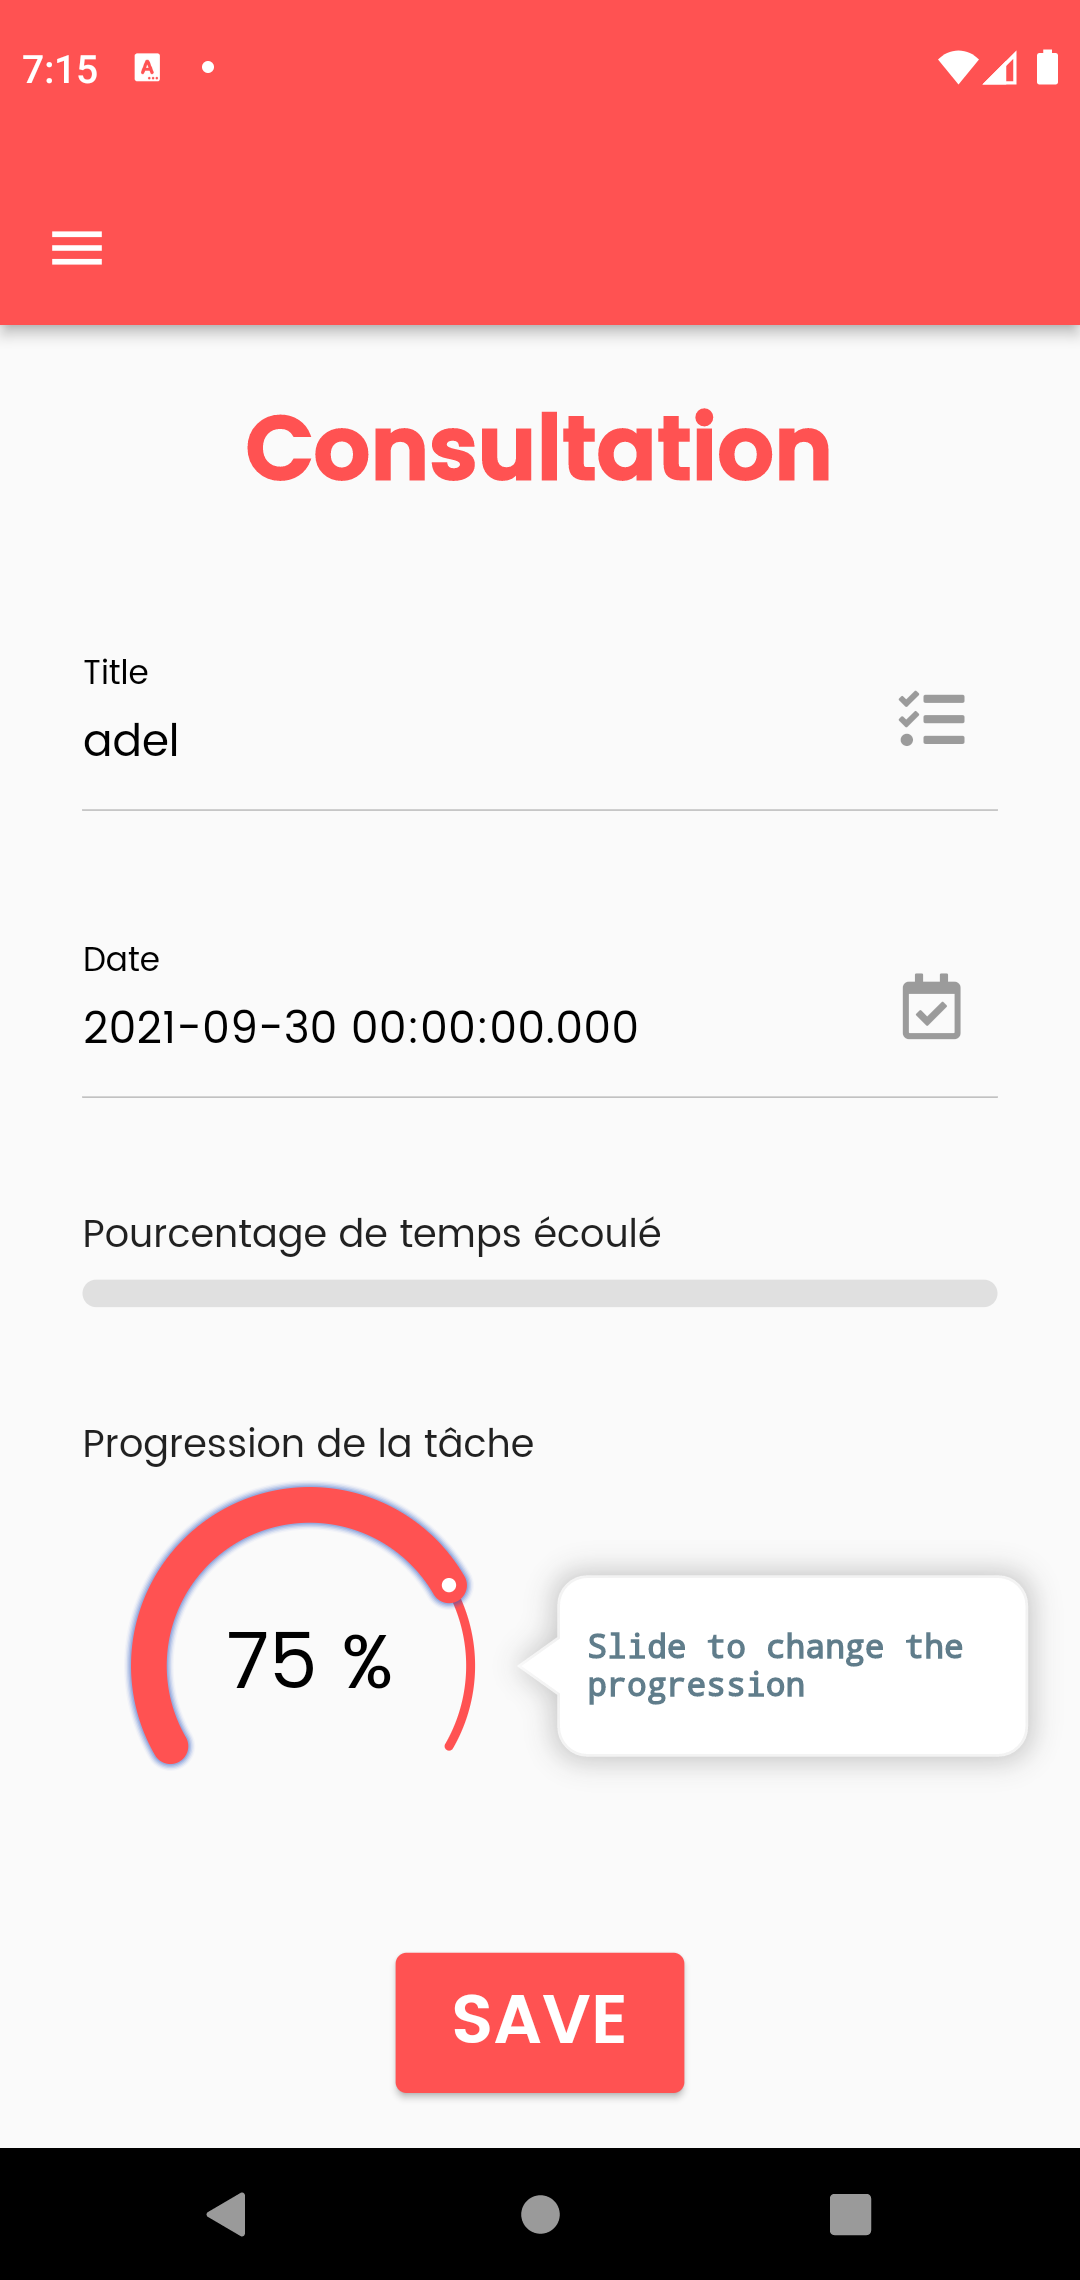 7:15
Consultation
Title
adel
Date
2021-09-30 00:00:00.000
Pourcentage de temps écoulé
Progression de la tâche
75 %
Slide to change the
progression
SAVE